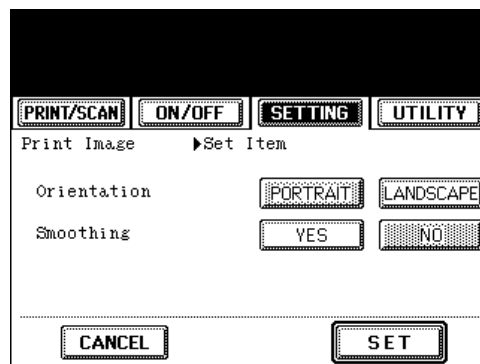 PRINT/SCAN ON/OFF SETTING UTILITY
Print Image ▶Set Item
Orientation PORTRAIT LANDSCAPE
Smoothing YES NO
CANCEL SET